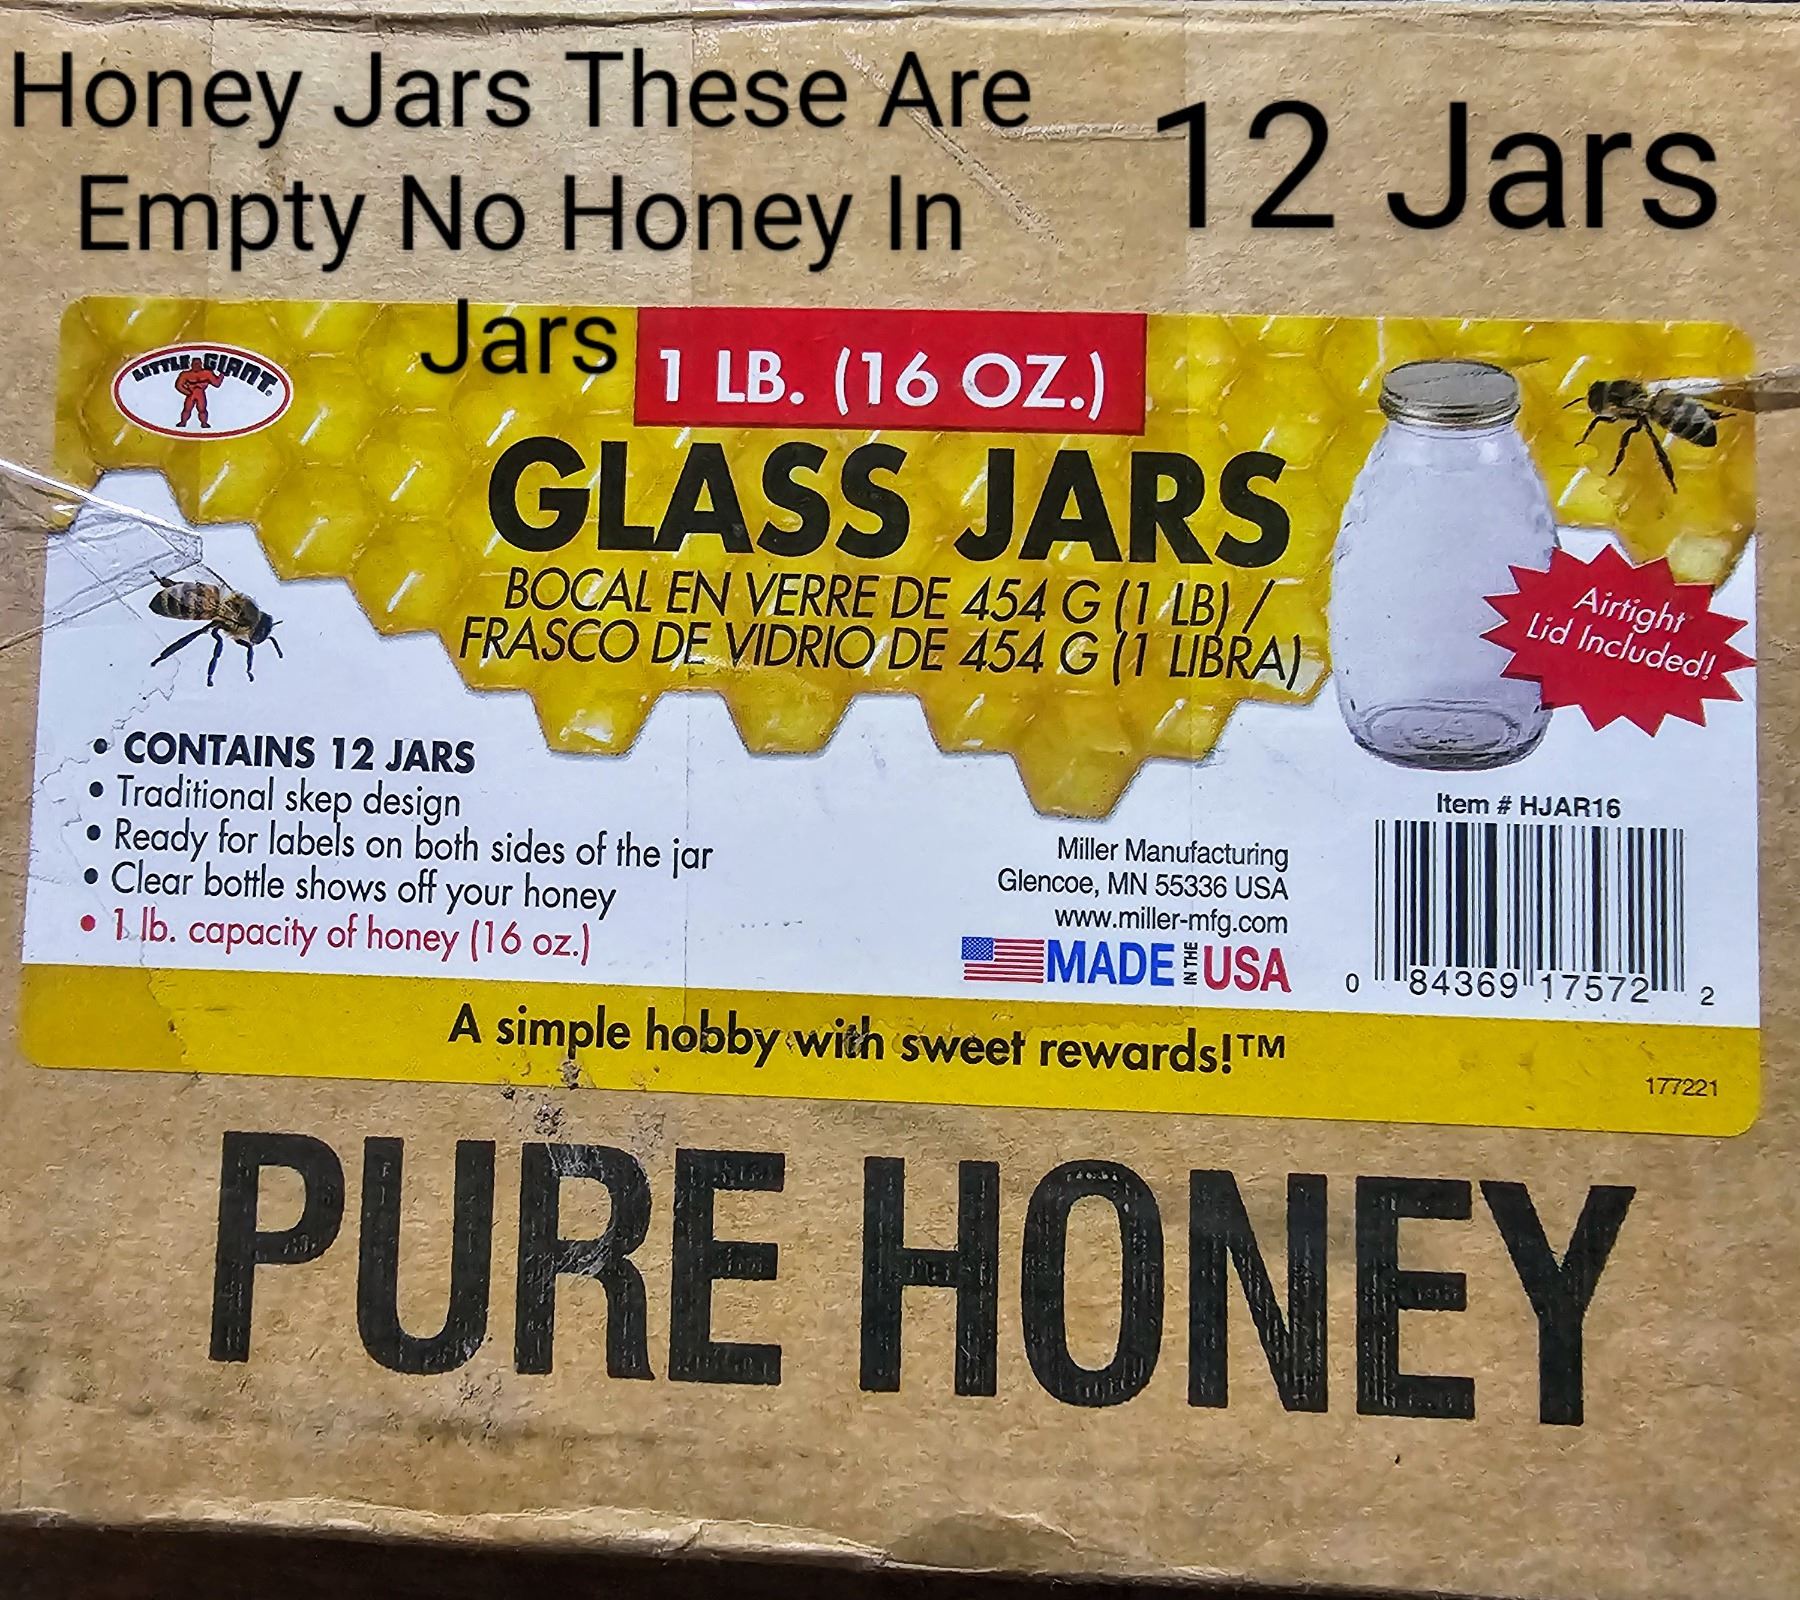 Honey Jars These Are
Empty No Honey In
Jars
12 Jars
LITTLE GIANT®
1 LB. (16 OZ.)
GLASS JARS
BOCAL EN VERRE DE 454 G (1 LB) /
FRASCO DE VIDRIO DE 454 G (1 LIBRA)
Airtight
Lid Included!
• CONTAINS 12 JARS
• Traditional skep design
• Ready for labels on both sides of the jar
• Clear bottle shows off your honey
• 1 lb. capacity of honey (16 oz.)
Miller Manufacturing
Glencoe, MN 55336 USA
www.miller-mfg.com
MADE IN THE USA
Item # HJAR16
0 84369 17572 2
A simple hobby with sweet rewards!™
177221
PURE HONEY